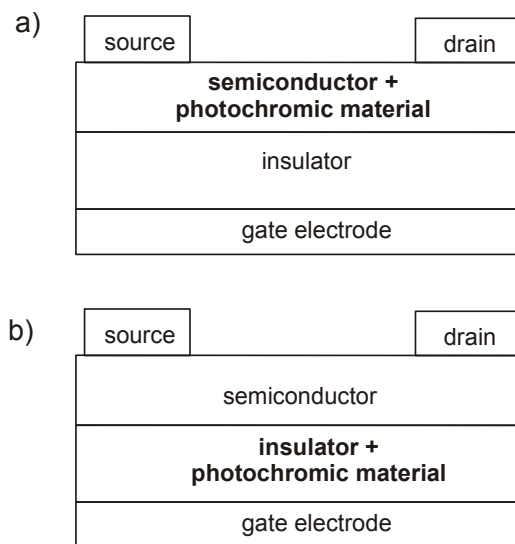 a)
source
drain
semiconductor +
photochromic material
insulator
gate electrode
b)
source
drain
semiconductor
insulator +
photochromic material
gate electrode